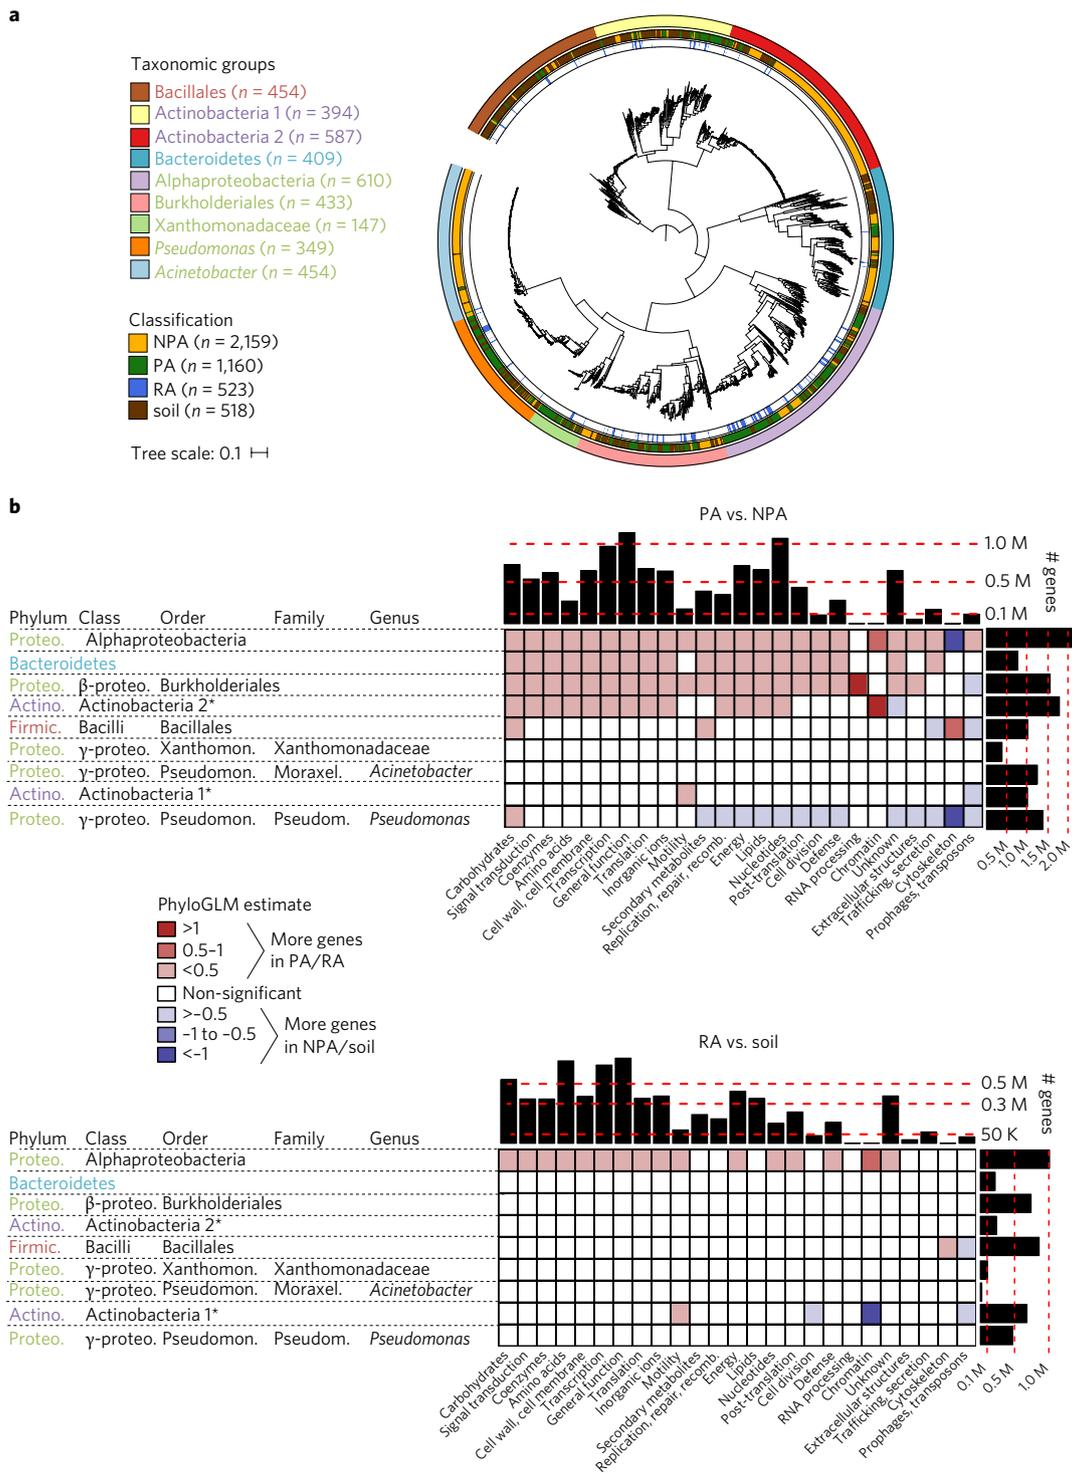 a
Taxonomic groups
Bacillales (n = 454)
Actinobacteria 1 (n = 394)
Actinobacteria 2 (n = 587)
Bacteroidetes (n = 409)
Alphaproteobacteria (n = 610)
Burkholderiales (n = 433)
Xanthomonadaceae (n = 147)
Pseudomonas (n = 349)
Acinetobacter (n = 454)
Classification
NPA (n = 2,159)
PA (n = 1,160)
RA (n = 523)
soil (n = 518)
Tree scale: 0.1
b
PA vs. NPA
1.0 M
0.5 M
0.1 M
# genes
Phylum Class Order Family Genus
Proteo. Alphaproteobacteria
Bacteroidetes
Proteo. β-proteo. Burkholderiales
Actino. Actinobacteria 2*
Firmic. Bacilli Bacillales
Proteo. γ-proteo. Xanthomon. Xanthomonadaceae
Proteo. γ-proteo. Pseudomon. Moraxel. Acinetobacter
Actino. Actinobacteria 1*
Proteo. γ-proteo. Pseudomon. Pseudom. Pseudomonas
0.5 M
1.0 M
1.5 M
2.0 M
Carbohydrates
Signal transduction
Coenzymes
Amino acids
Cell wall, cell membrane
Transcription
General function
Translation
Inorganic ions
Motility
Secondary metabolites
Replication, repair, recomb.
Energy
Lipids
Nucleotides
Post-translation
Cell division
Defense
RNA processing
Chromatin
Unknown
Extracellular structures
Trafficking, secretion
Cytoskeleton
Prophages, transposons
PhyloGLM estimate
>1
0.5–1
<0.5
More genes
in PA/RA
Non-significant
>–0.5
–1 to –0.5
<–1
More genes
in NPA/soil
RA vs. soil
0.5 M
0.3 M
50 K
# genes
Phylum Class Order Family Genus
Proteo. Alphaproteobacteria
Bacteroidetes
Proteo. β-proteo. Burkholderiales
Actino. Actinobacteria 2*
Firmic. Bacilli Bacillales
Proteo. γ-proteo. Xanthomon. Xanthomonadaceae
Proteo. γ-proteo. Pseudomon. Moraxel. Acinetobacter
Actino. Actinobacteria 1*
Proteo. γ-proteo. Pseudomon. Pseudom. Pseudomonas
0.1 M
0.5 M
1.0 M
Carbohydrates
Signal transduction
Coenzymes
Amino acids
Cell wall, cell membrane
Transcription
General function
Translation
Inorganic ions
Motility
Secondary metabolites
Replication, repair, recomb.
Energy
Lipids
Nucleotides
Post-translation
Cell division
Defense
RNA processing
Chromatin
Unknown
Extracellular structures
Trafficking, secretion
Cytoskeleton
Prophages, transposons